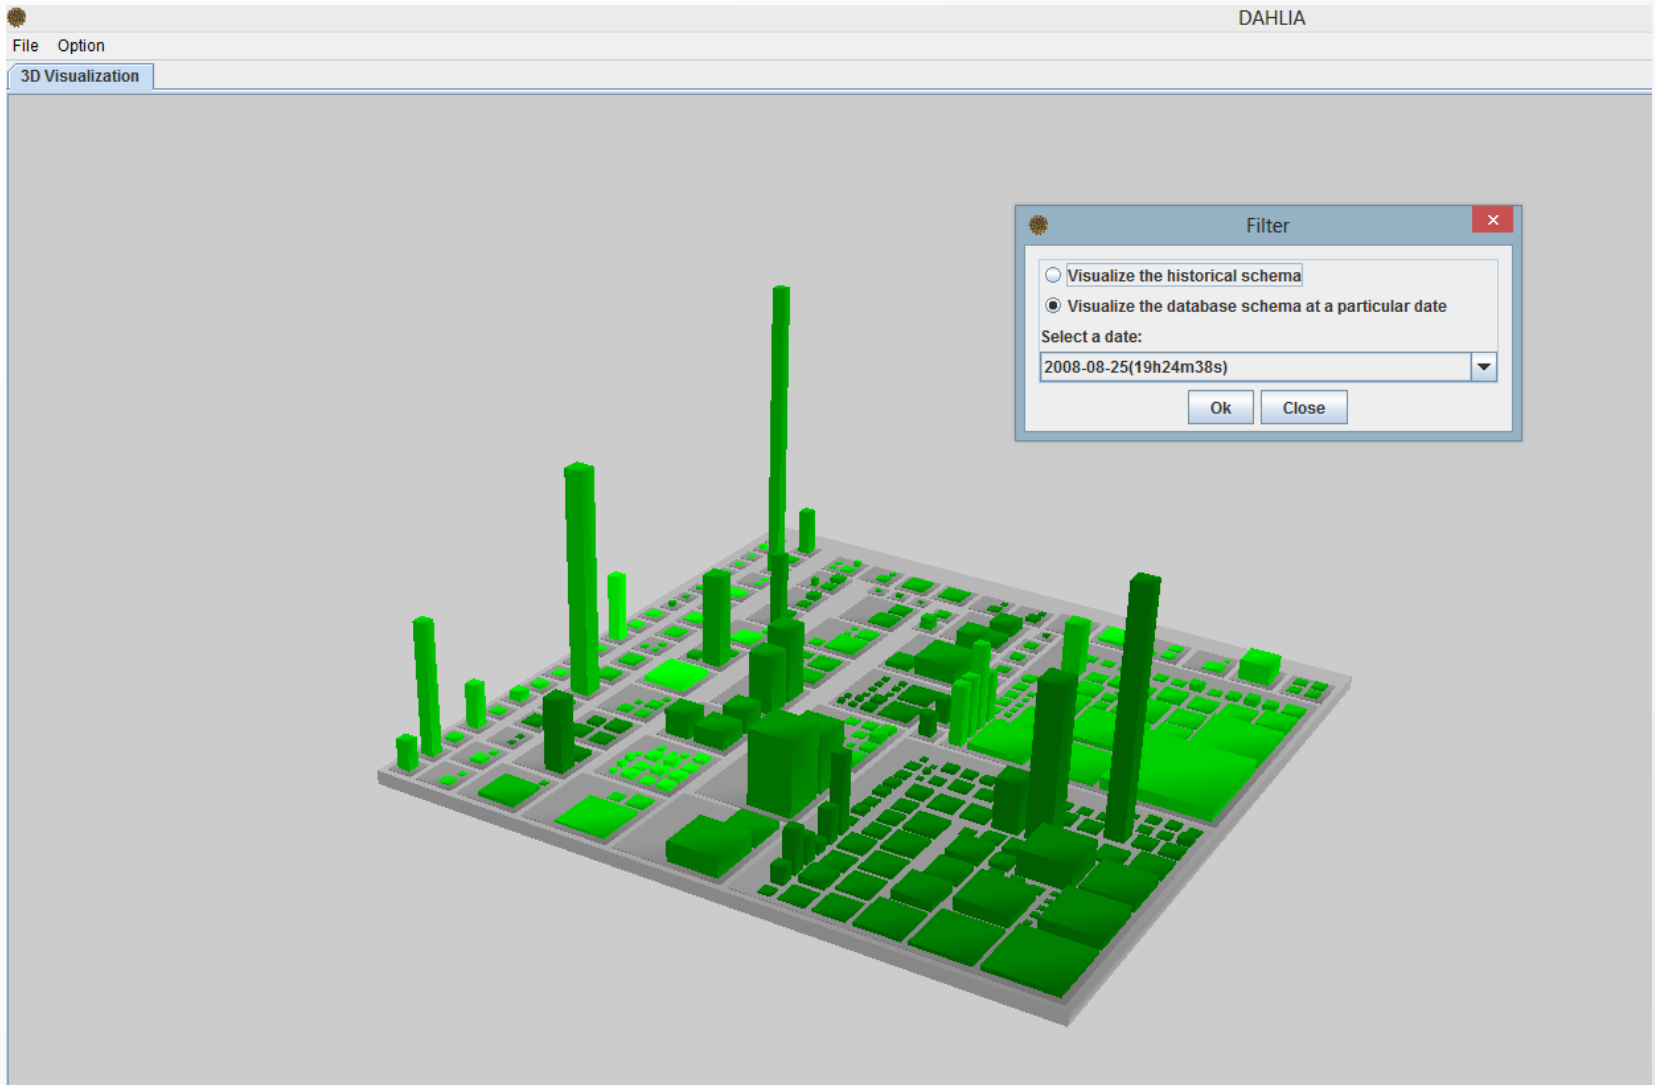 DAHLIA
File Option
3D Visualization
Filter
Visualize the historical schema
Visualize the database schema at a particular date
Select a date:
2008-08-25(19h24m38s)
Ok Close